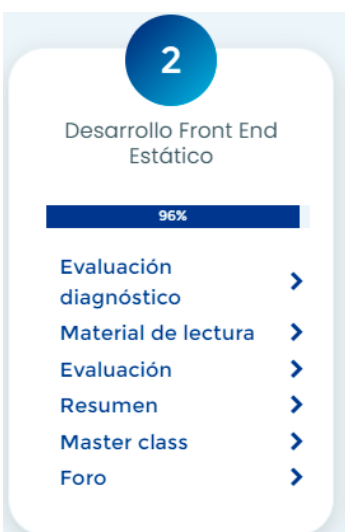 2
Desarrollo Front End
Estático
96%
Evaluación
diagnóstico
Material de lectura
Evaluación
Resumen
Master class
Foro